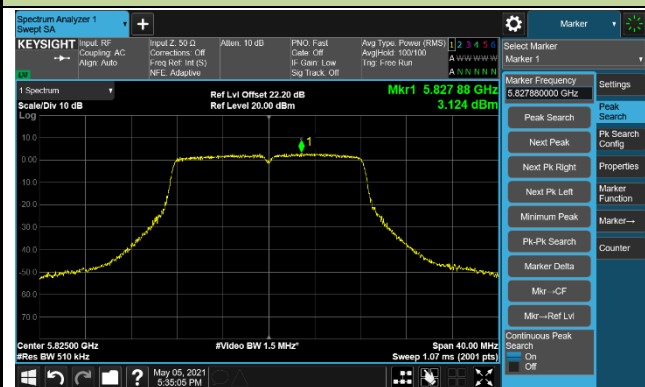 Spectrum Analyzer 1
Swept SA
+
Marker
KEYSIGHT
Input: RF
Coupling: AC
Align: Auto
Input Z: 50 Ω
Corrections: Off
Freq Ref: Int (S)
NFE: Adaptive
Atten: 10 dB
PNO: Fast
Gate: Off
IF Gain: Low
Sig Track: Off
Avg Type: Power (RMS)
Avg|Hold: 100/100
Trig: Free Run
1 2 3 4 5 6
A W W W W W
A N N N N N
LXI
Select Marker
Marker 1
1 Spectrum
Scale/Div 10 dB
Log
Ref Lvl Offset 22.20 dB
Ref Level 20.00 dBm
Mkr1 5.827 88 GHz
3.124 dBm
Marker Frequency
5.827880000 GHz
Settings
Peak Search
Peak
Search
Next Peak
Pk Search
Config
Next Pk Right
Properties
Next Pk Left
Marker
Function
Minimum Peak
Marker→
Pk-Pk Search
Counter
Marker Delta
Mkr→CF
Mkr→Ref Lvl
Continuous Peak
Search
On
Off
10.0
0.00
10.0
20.0
30.0
40.0
50.0
60.0
70.0
1
Center 5.82500 GHz
#Res BW 510 kHz
#Video BW 1.5 MHz*
Span 40.00 MHz
Sweep 1.07 ms (2001 pts)
?
May 05, 2021
5:35:05 PM